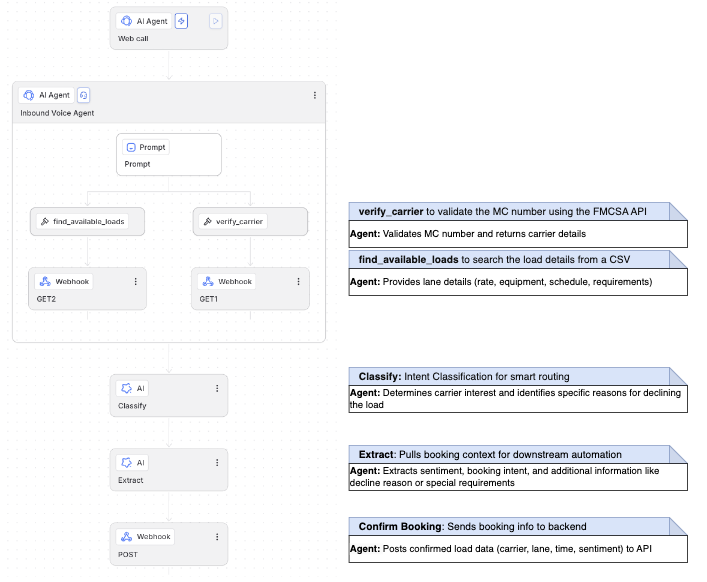 AI Agent
Web call
AI Agent
Inbound Voice Agent
Prompt
Prompt
find_available_loads
verify_carrier
Webhook
GET2
Webhook
GET1
AI
Classify
AI
Extract
Webhook
POST
verify_carrier to validate the MC number using the FMCSA API
Agent: Validates MC number and returns carrier details
find_available_loads to search the load details from a CSV
Agent: Provides lane details (rate, equipment, schedule, requirements)
Classify: Intent Classification for smart routing
Agent: Determines carrier interest and identifies specific reasons for declining
the load
Extract: Pulls booking context for downstream automation
Agent: Extracts sentiment, booking intent, and additional information like
decline reason or special requirements
Confirm Booking: Sends booking info to backend
Agent: Posts confirmed load data (carrier, lane, time, sentiment) to API